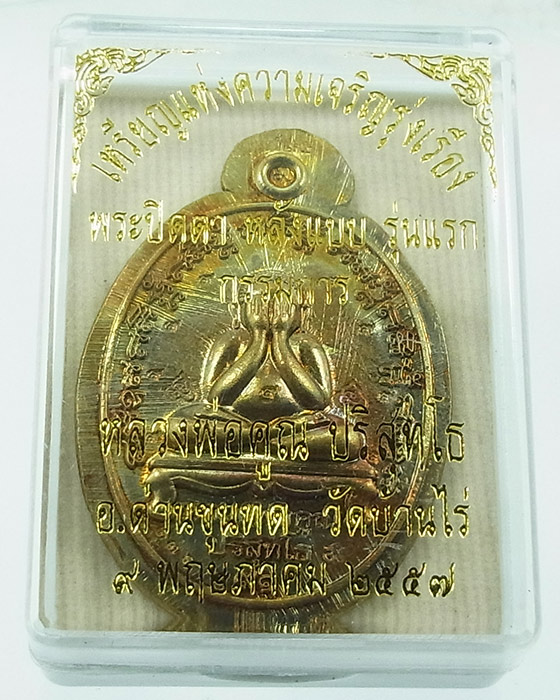 เหรียญแห่งความเจริญรุ่งเรือง
พระปิดตา หลังแบบ รุ่นแรก
กรรมการ
หลวงพ่อคูณ ปริสุทโธ
อ.ด่านขุนทด วัดบ้านไร่
๙ พฤษภาคม ๒๕๕๗